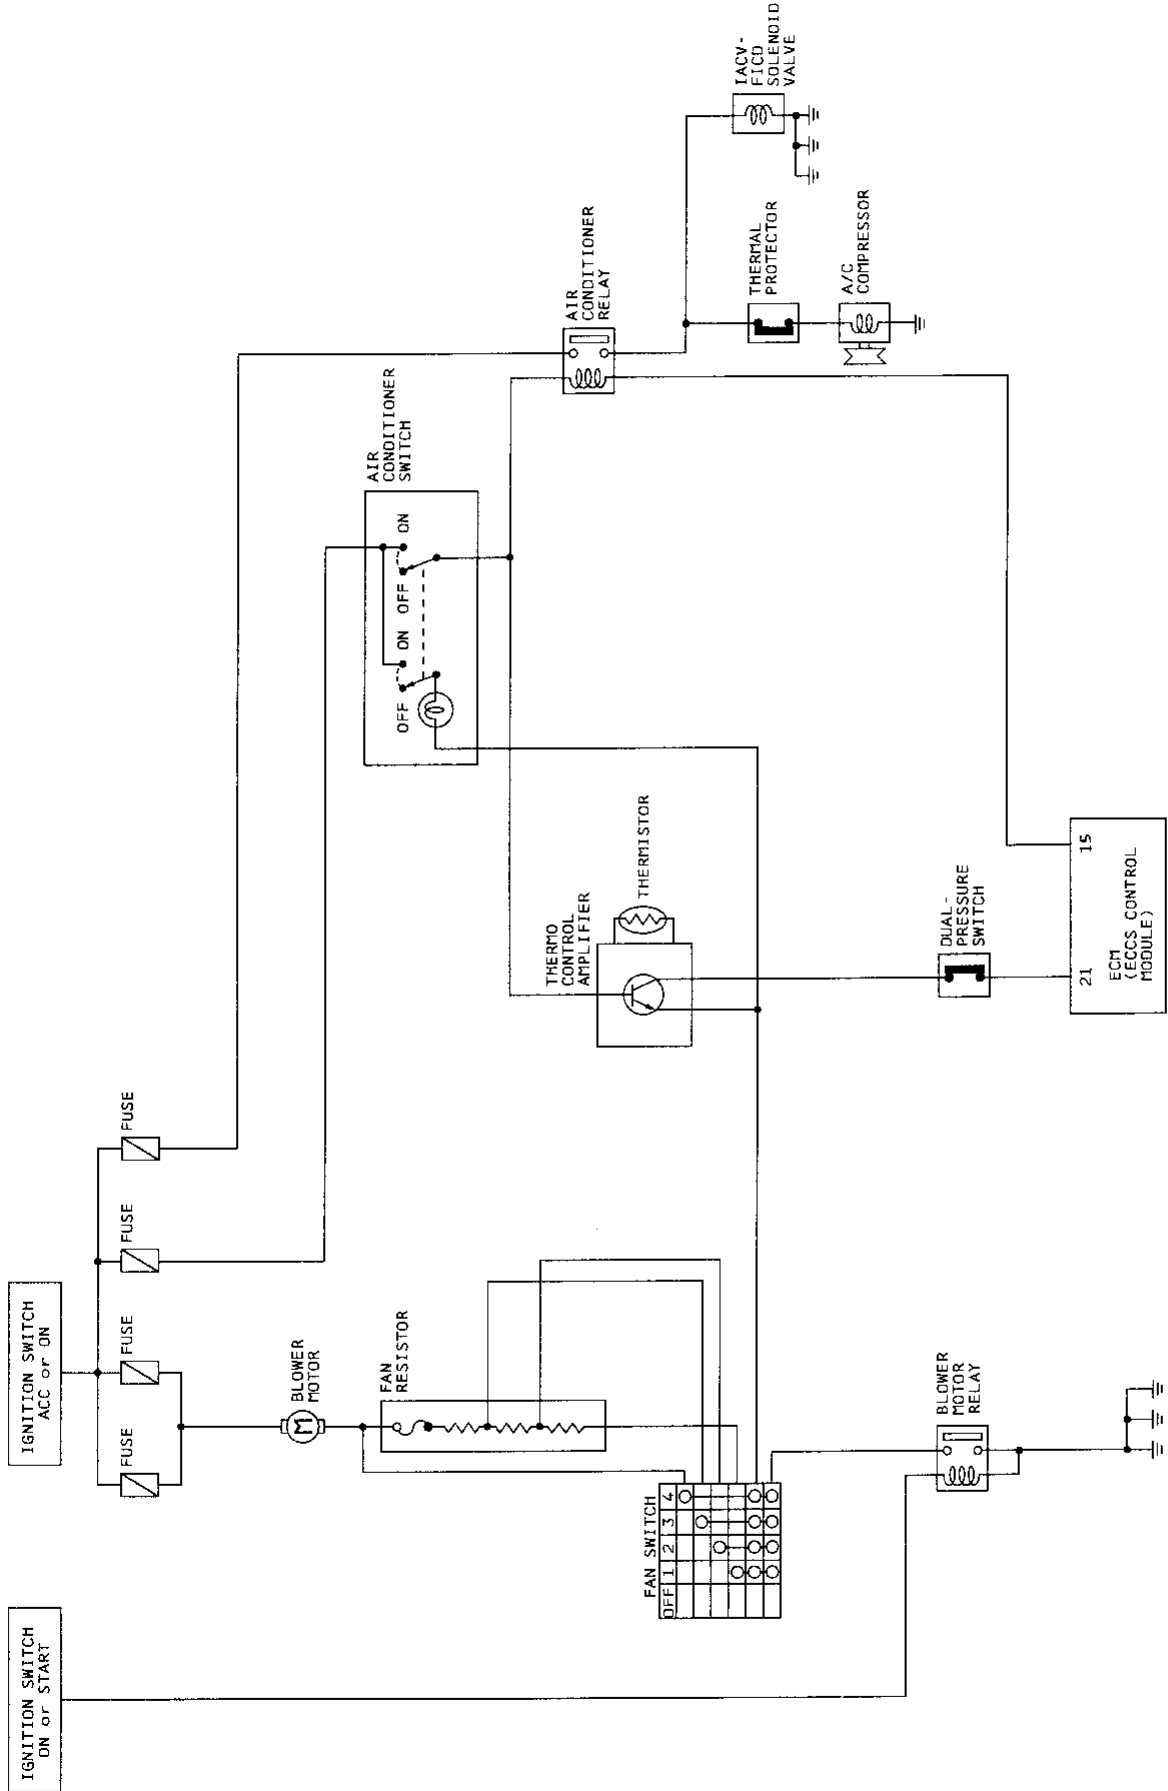 IGNITION SWITCH
ON or START
IGNITION SWITCH
ACC or ON
FUSE
FUSE
FUSE
FUSE
BLOWER
MOTOR
FAN
RESISTOR
FAN SWITCH
OFF 1 2 3 4
BLOWER
MOTOR
RELAY
THERMO
CONTROL
AMPLIFIER
THERMISTOR
DUAL-
PRESSURE
SWITCH
21 15
ECM
(ECCS CONTROL
MODULE)
AIR
CONDITIONER
SWITCH
OFF ON
OFF ON
AIR
CONDITIONER
RELAY
THERMAL
PROTECTOR
A/C
COMPRESSOR
IACV-
FICD
SOLENOID
VALVE
M